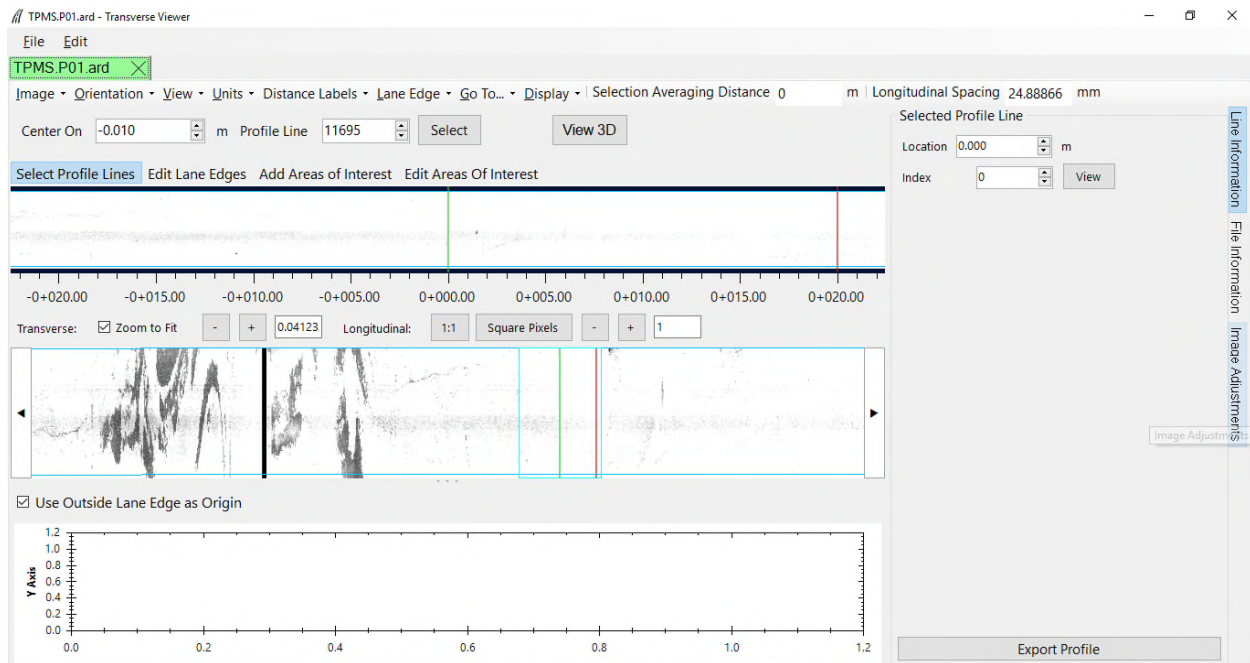 TPMS.P01.ard - Transverse Viewer
File Edit
TPMS.P01.ard
Image Orientation View Units Distance Labels Lane Edge Go To... Display Selection Averaging Distance 0 m Longitudinal Spacing 24.88866 mm
Center On -0.010 m Profile Line 11695 Select View 3D
Selected Profile Line
Location 0.000 m
Index 0 View
Line Information
File Information
Image Adjustments
Image Adjustments
Select Profile Lines Edit Lane Edges Add Areas of Interest Edit Areas Of Interest
-0+020.00 -0+015.00 -0+010.00 -0+005.00 0+000.00 0+005.00 0+010.00 0+015.00 0+020.00
Transverse: Zoom to Fit - + 0.04123 Longitudinal: 1:1 Square Pixels - + 1
Use Outside Lane Edge as Origin
Y Axis
1.2
1.0
0.8
0.6
0.4
0.2
0.0
0.0 0.2 0.4 0.6 0.8 1.0 1.2
Export Profile